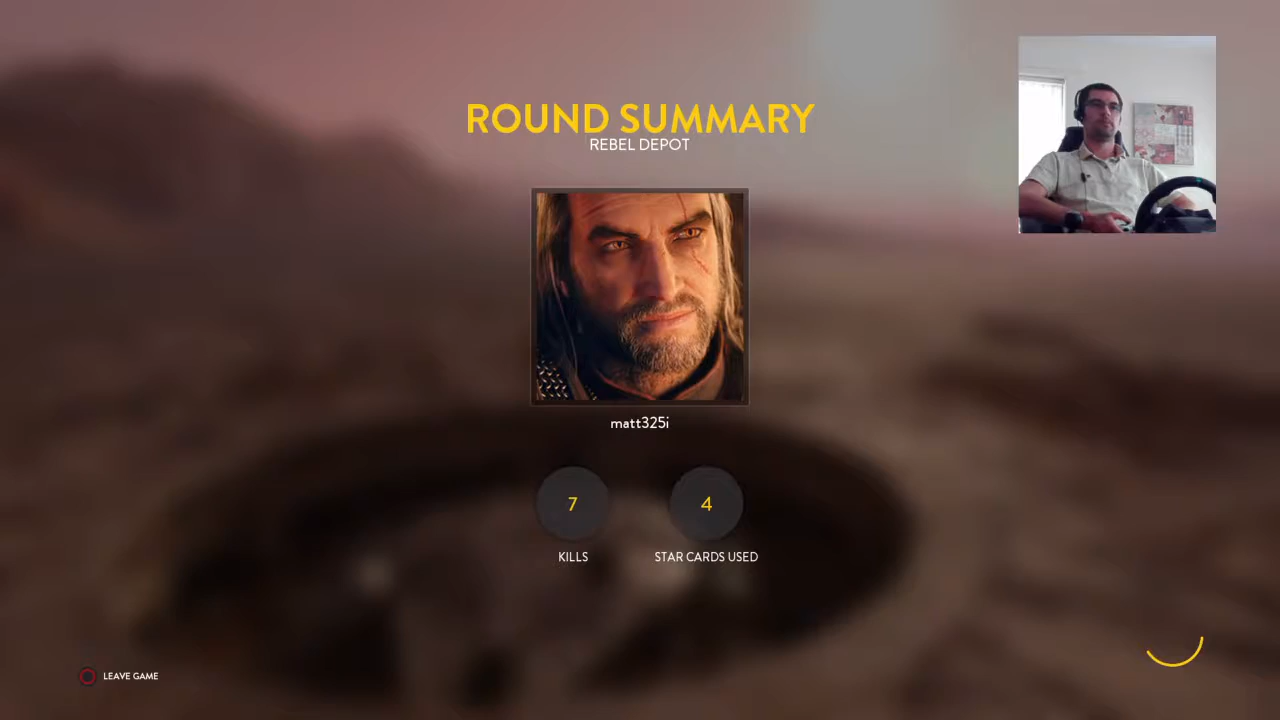 ROUND SUMMARY
REBEL DEPOT
matt325i
7
4
KILLS
STAR CARDS USED
LEAVE GAME